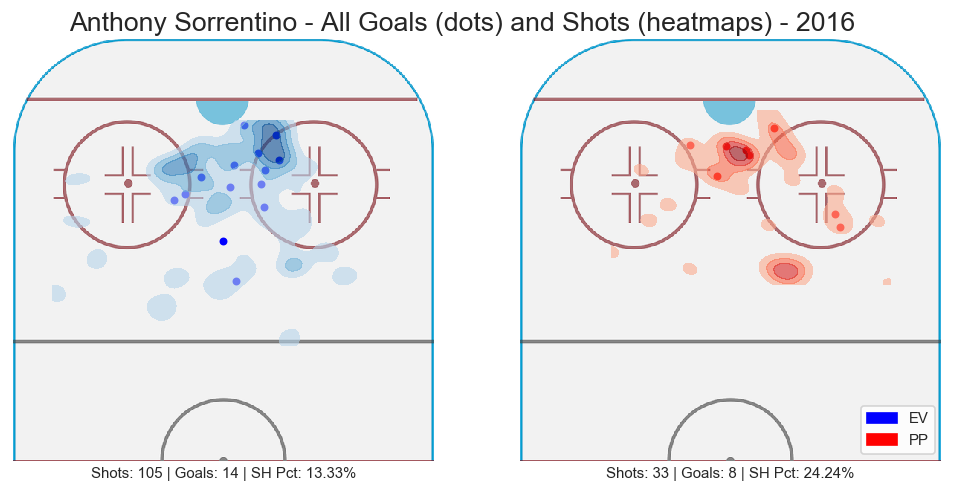 Anthony Sorrentino - All Goals (dots) and Shots (heatmaps) - 2016
EV
PP
Shots: 105 | Goals: 14 | SH Pct: 13.33%
Shots: 33 | Goals: 8 | SH Pct: 24.24%